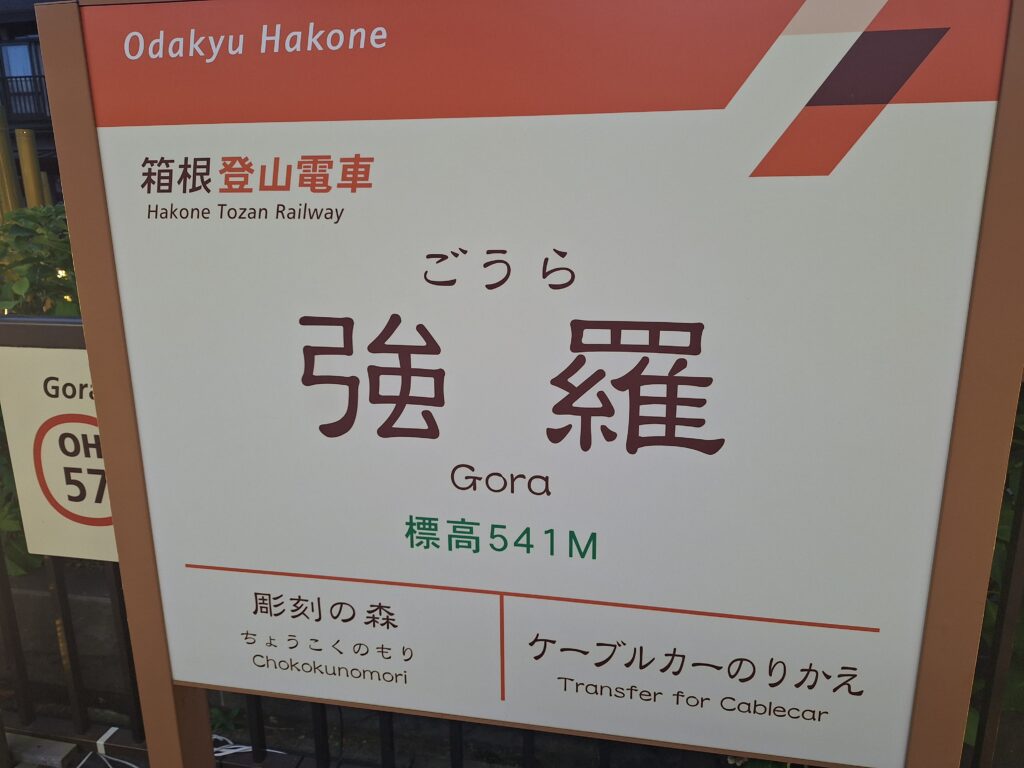 Odakyu Hakone
箱根登山電車
Hakone Tozan Railway
ごうら
強羅
Gora
標高541M
彫刻の森
ちょうこくのもり
Chokokunomori
ケーブルカーのりかえ
Transfer for Cablecar
Gora
OH
57